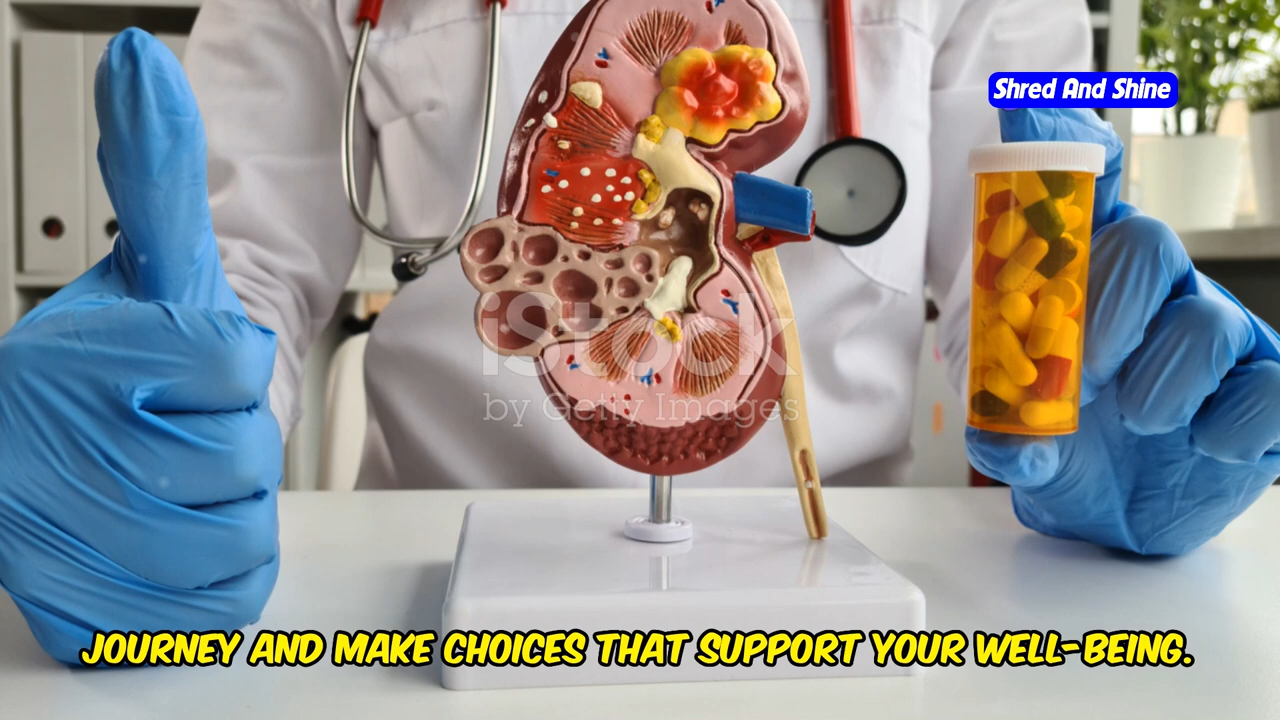 Shred And Shine
iStock
by Getty Images
JOURNEY AND MAKE CHOICES THAT SUPPORT YOUR WELL-BEING.